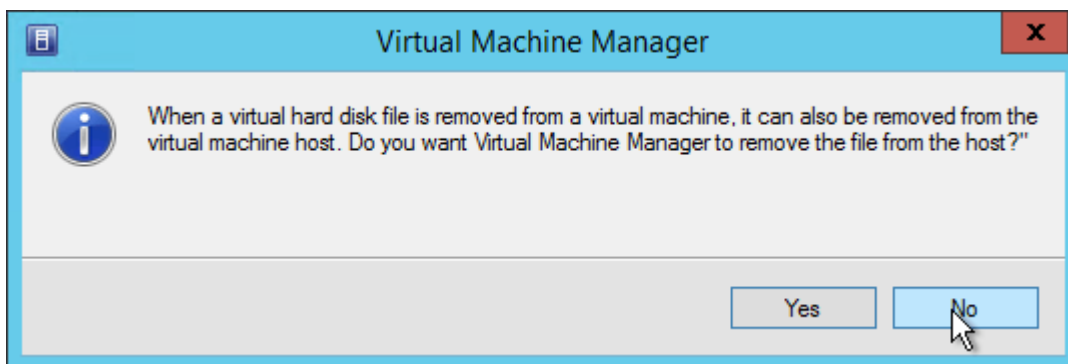 Virtual Machine Manager
x
When a virtual hard disk file is removed from a virtual machine, it can also be removed from the
virtual machine host. Do you want Virtual Machine Manager to remove the file from the host?"
Yes
No